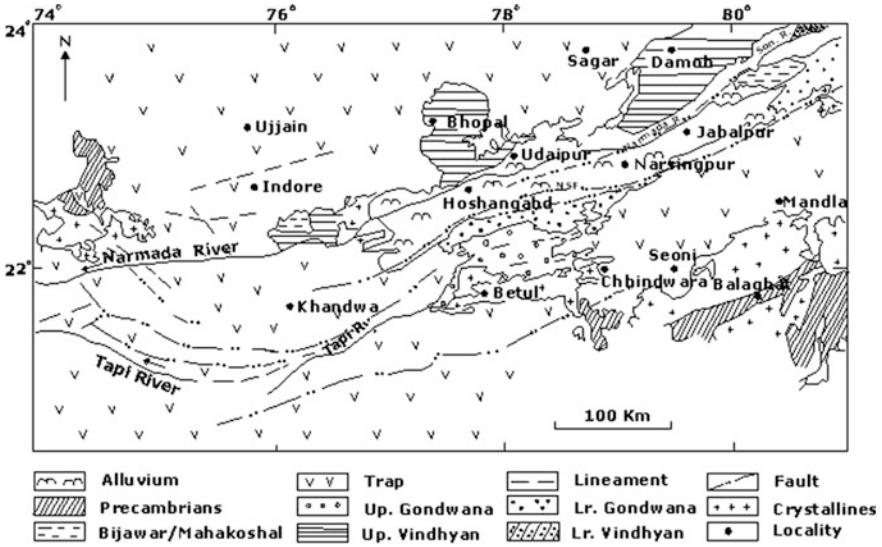 74° 76° 78° 80°
24°
N
Sagar Damoh
Son. R.
Ujjain
Bhopal
Narmada R.
Jabalpur
Udaipur
Narsingpur
Indore
NSF
Hoshangabd
Mandla
Narmada River
Seoni
22°
Chhindwara Balaghat
Betul
Khandwa
Tapi R.
Tapi River
100 Km
Alluvium Trap Lineament Fault
Precambrians Up. Gondwana Lr. Gondwana Crystallines
Bijawar/Mahakoshal Up. Vindhyan Lr. Vindhyan Locality